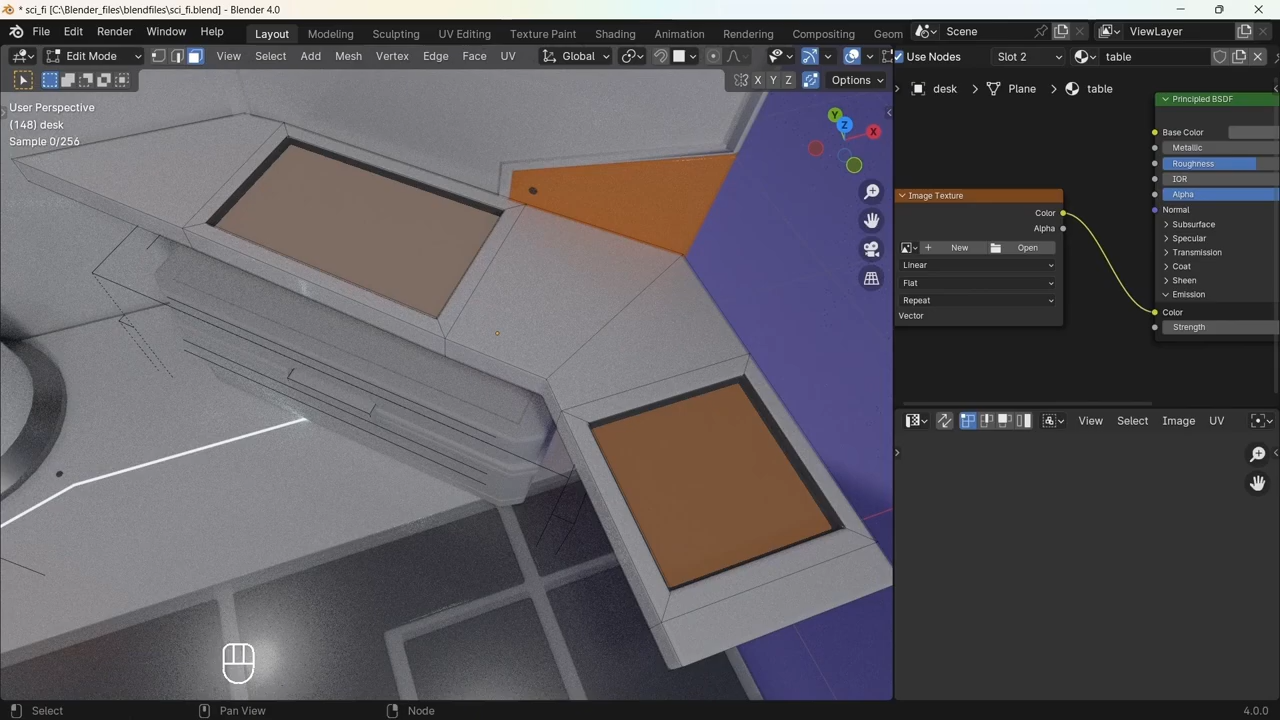 * sci_fi [C:\Blender_files\blendfiles\sci_fi.blend] - Blender 4.0
File Edit Render Window Help Layout Modeling Sculpting UV Editing Texture Paint Shading Animation Rendering Compositing Geom Scene ViewLayer
Edit Mode View Select Add Mesh Vertex Edge Face UV Global Use Nodes Slot 2 table
X Y Z Options
User Perspective
(148) desk
Sample 0/256
Y
Z
X
desk Plane table
Principled BSDF
Base Color
Metallic
Roughness
IOR
Alpha
Normal
Subsurface
Specular
Transmission
Coat
Sheen
Emission
Color
Strength
Image Texture
Color
Alpha
New Open
Linear
Flat
Repeat
Vector
View Select Image UV
Select Pan View Node 4.0.0